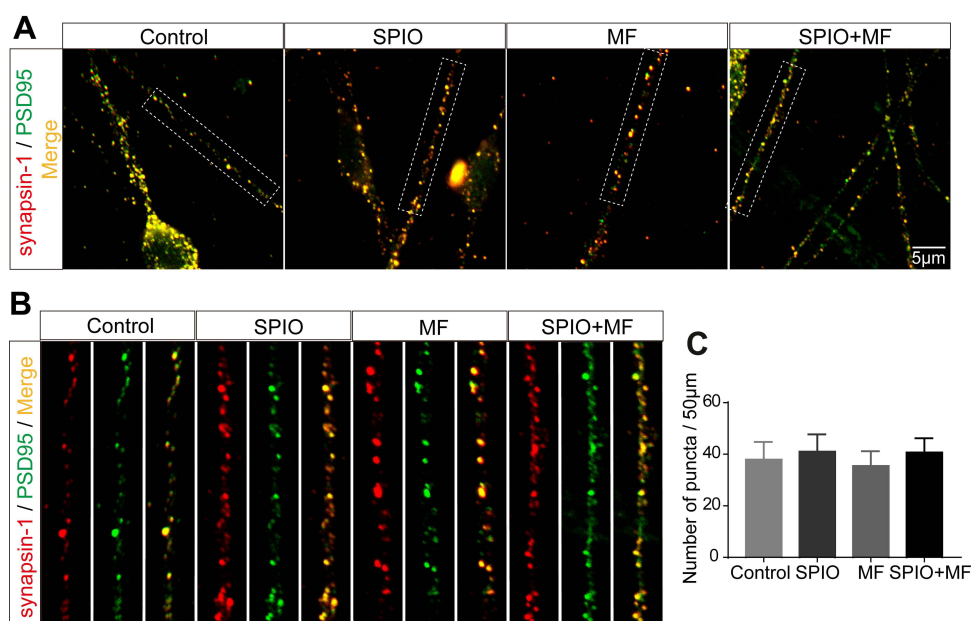 A
Control SPIO MF SPIO+MF
synapsin-1 / PSD95
Merge
5μm
B
Control SPIO MF SPIO+MF
synapsin-1 / PSD95 / Merge
C
Number of puncta / 50μm
60
40
20
0
Control SPIO MF SPIO+MF